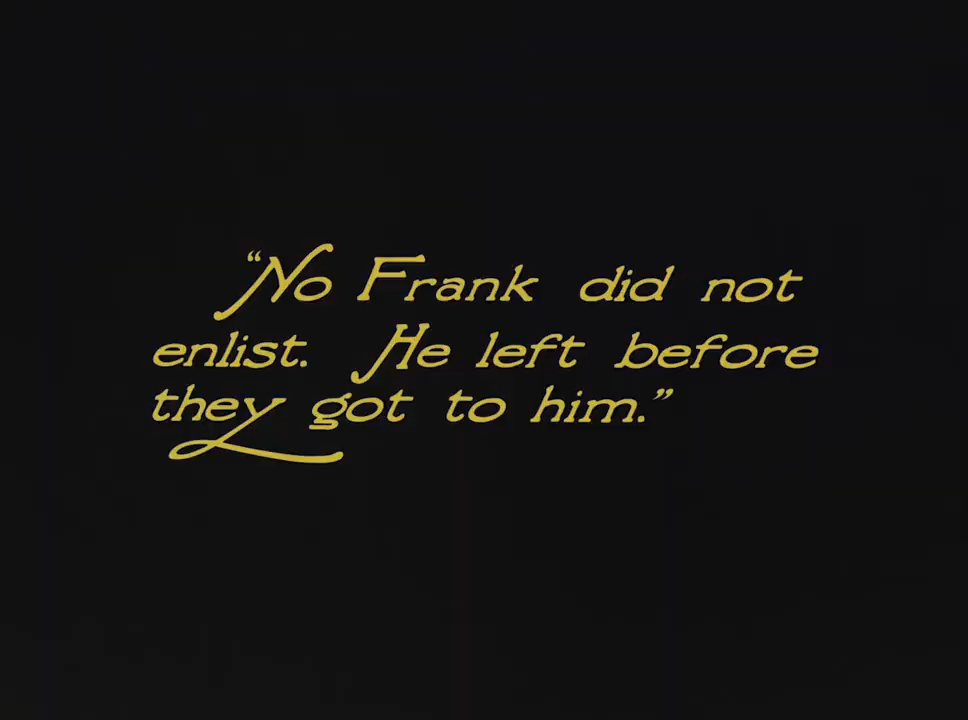 “No Frank did not
enlist. He left before
they got to him.”